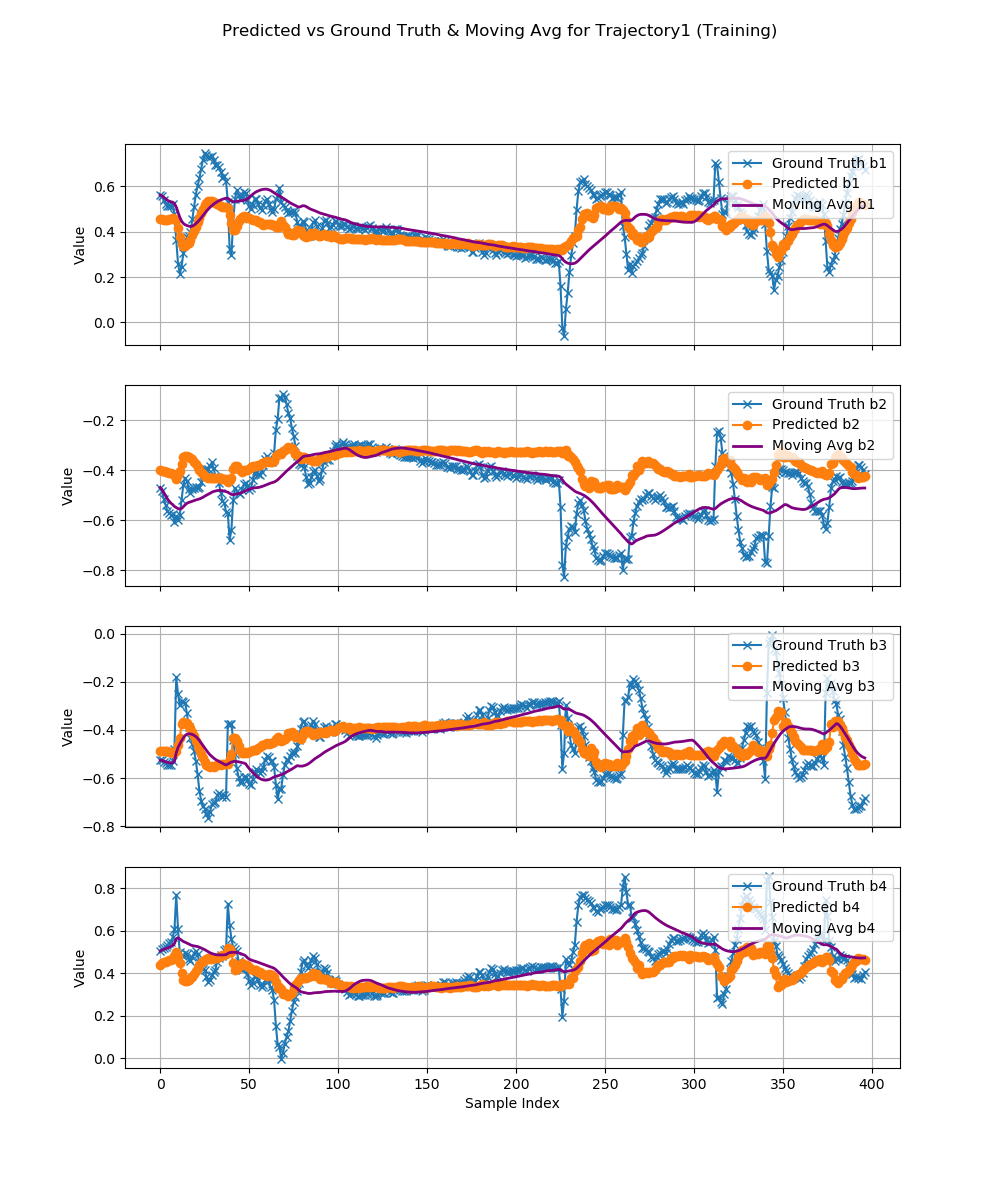 Predicted vs Ground Truth & Moving Avg for Trajectory1 (Training)
Ground Truth b1
Predicted b1
Moving Avg b1
Value
0.6
0.4
0.2
0.0
Ground Truth b2
Predicted b2
Moving Avg b2
Value
−0.2
−0.4
−0.6
−0.8
Ground Truth b3
Predicted b3
Moving Avg b3
Value
0.0
−0.2
−0.4
−0.6
−0.8
Ground Truth b4
Predicted b4
Moving Avg b4
Value
0.8
0.6
0.4
0.2
0.0
0 50 100 150 200 250 300 350 400
Sample Index